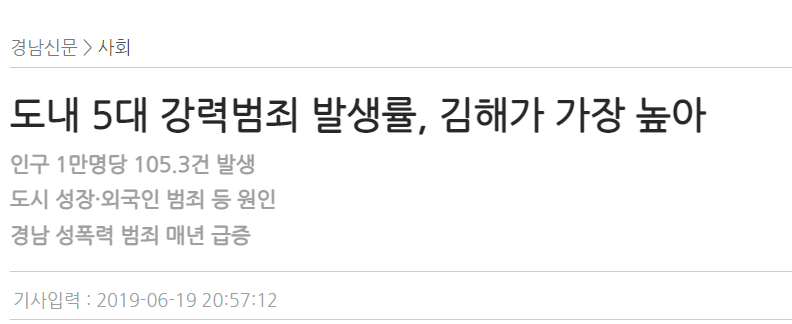 경남신문 > 사회
도내 5대 강력범죄 발생률, 김해가 가장 높아
인구 1만명당 105.3건 발생
도시 성장·외국인 범죄 등 원인
경남 성폭력 범죄 매년 급증
기사입력 : 2019-06-19 20:57:12